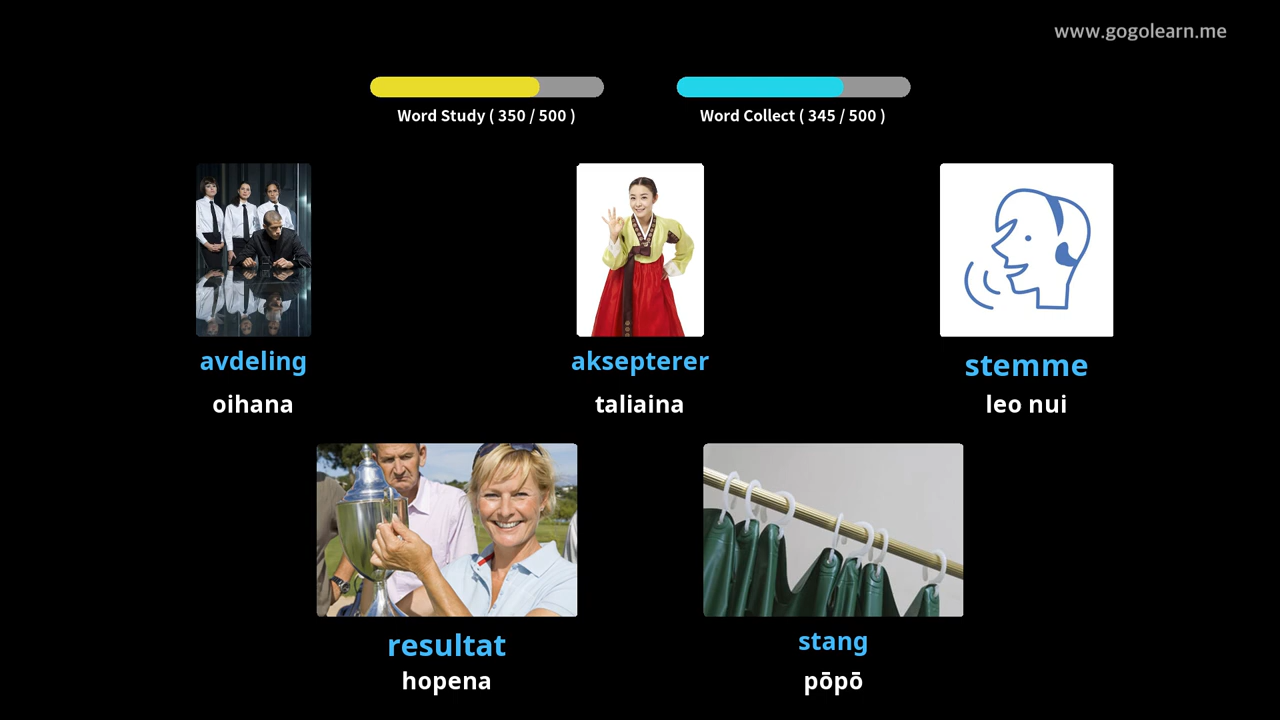 www.gogolearn.me
Word Study ( 350 / 500 )
Word Collect ( 345 / 500 )
avdeling
oihana
aksepterer
taliaina
stemme
leo nui
resultat
hopena
stang
pōpō